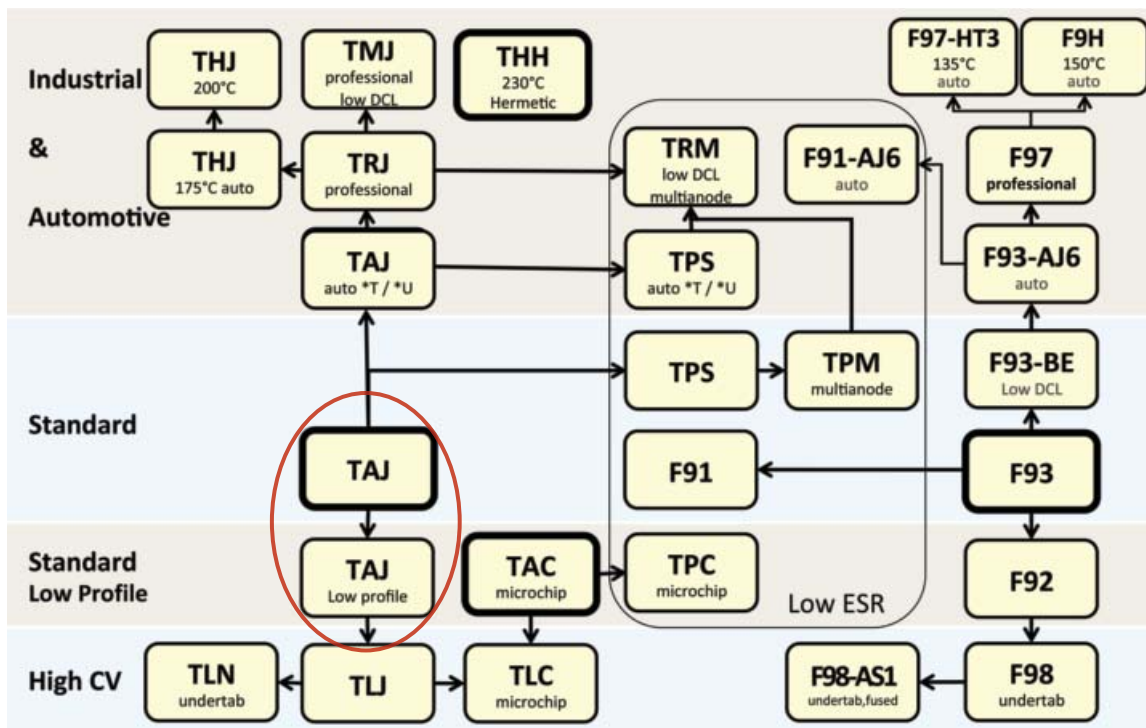 Industrial
&
Automotive
THJ
200°C
TMJ
professional
low DCL
THH
230°C
Hermetic
F97-HT3
135°C
auto
F9H
150°C
auto
THJ
175°C auto
TRJ
professional
TRM
low DCL
multianode
F91-AJ6
auto
F97
professional
TAJ
auto *T / *U
TPS
auto *T / *U
F93-AJ6
auto
Standard
TPS
TPM
multianode
F93-BE
Low DCL
TAJ
F91
F93
Standard
Low Profile
TAJ
Low profile
TAC
microchip
TPC
microchip
Low ESR
F92
High CV
TLN
undertab
TLJ
TLC
microchip
F98-AS1
undertab,fused
F98
undertab